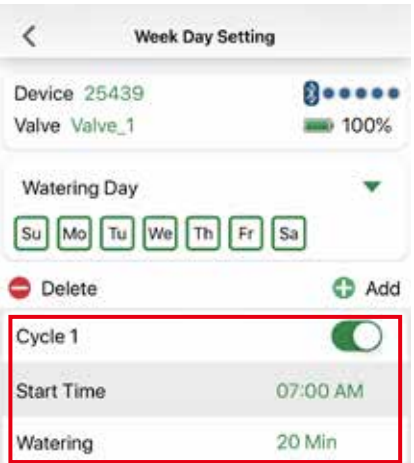 Week Day Setting
Device 25439
Valve Valve_1 100%
Watering Day
Su Mo Tu We Th Fr Sa
Delete Add
Cycle 1
Start Time 07:00 AM
Watering 20 Min